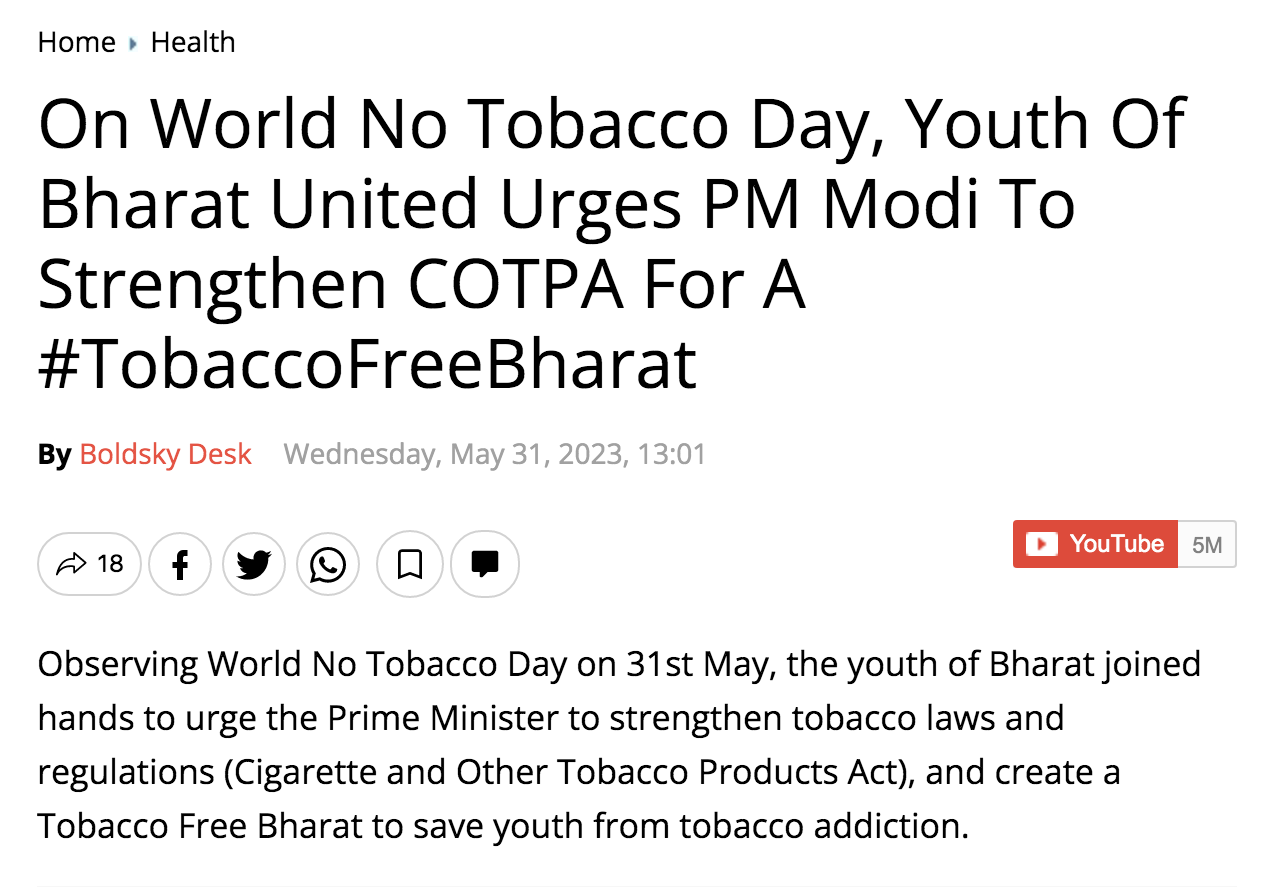 Home Health
On World No Tobacco Day, Youth Of
Bharat United Urges PM Modi To
Strengthen COTPA For A
#TobaccoFreeBharat
By Boldsky Desk Wednesday, May 31, 2023, 13:01
18
YouTube 5M
Observing World No Tobacco Day on 31st May, the youth of Bharat joined
hands to urge the Prime Minister to strengthen tobacco laws and
regulations (Cigarette and Other Tobacco Products Act), and create a
Tobacco Free Bharat to save youth from tobacco addiction.